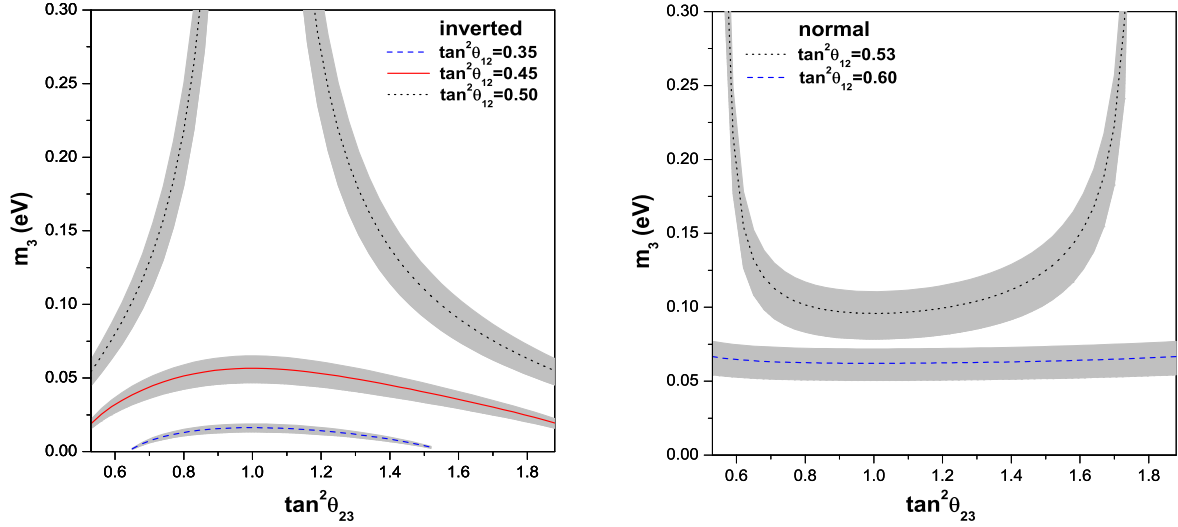 inverted
tan²θ₁₂=0.35
tan²θ₁₂=0.45
tan²θ₁₂=0.50
0.30
0.25
0.20
0.15
0.10
0.05
0.00
m₃ (eV)
0.6 0.8 1.0 1.2 1.4 1.6 1.8
tan²θ₂₃
normal
tan²θ₁₂=0.53
tan²θ₁₂=0.60
0.30
0.25
0.20
0.15
0.10
0.05
0.00
m₃ (eV)
0.6 0.8 1.0 1.2 1.4 1.6 1.8
tan²θ₂₃